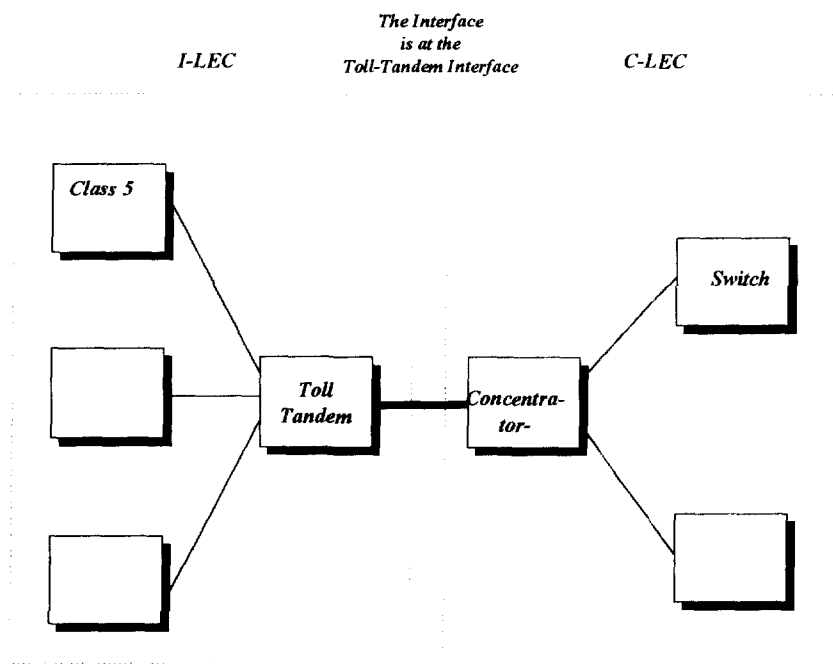 The Interface
is at the
I-LEC
Toll-Tandem Interface
C-LEC
Class 5
Switch
Toll
Tandem
Concentra-
tor-